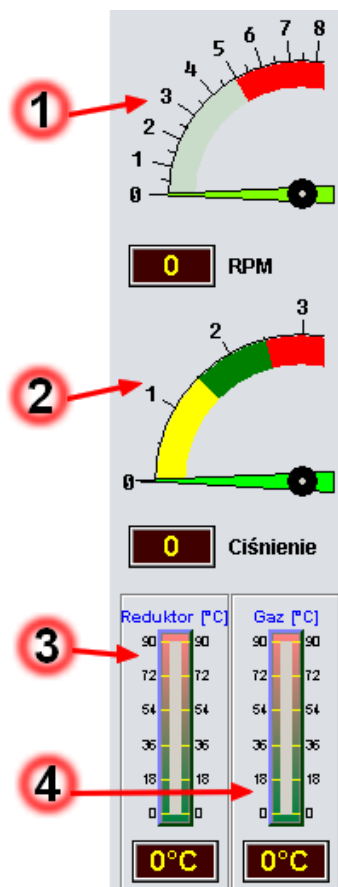 8
7
6
5
4
3
2
1
0
1
0 RPM
3
2
1
0
2
0 Ciśnienie
Reduktor [°C] Gaz [°C]
90 90 90 90
72 72 72 72
54 54 54 54
36 36 36 36
18 18 18 18
0 0 0 0
3
4
0°C 0°C